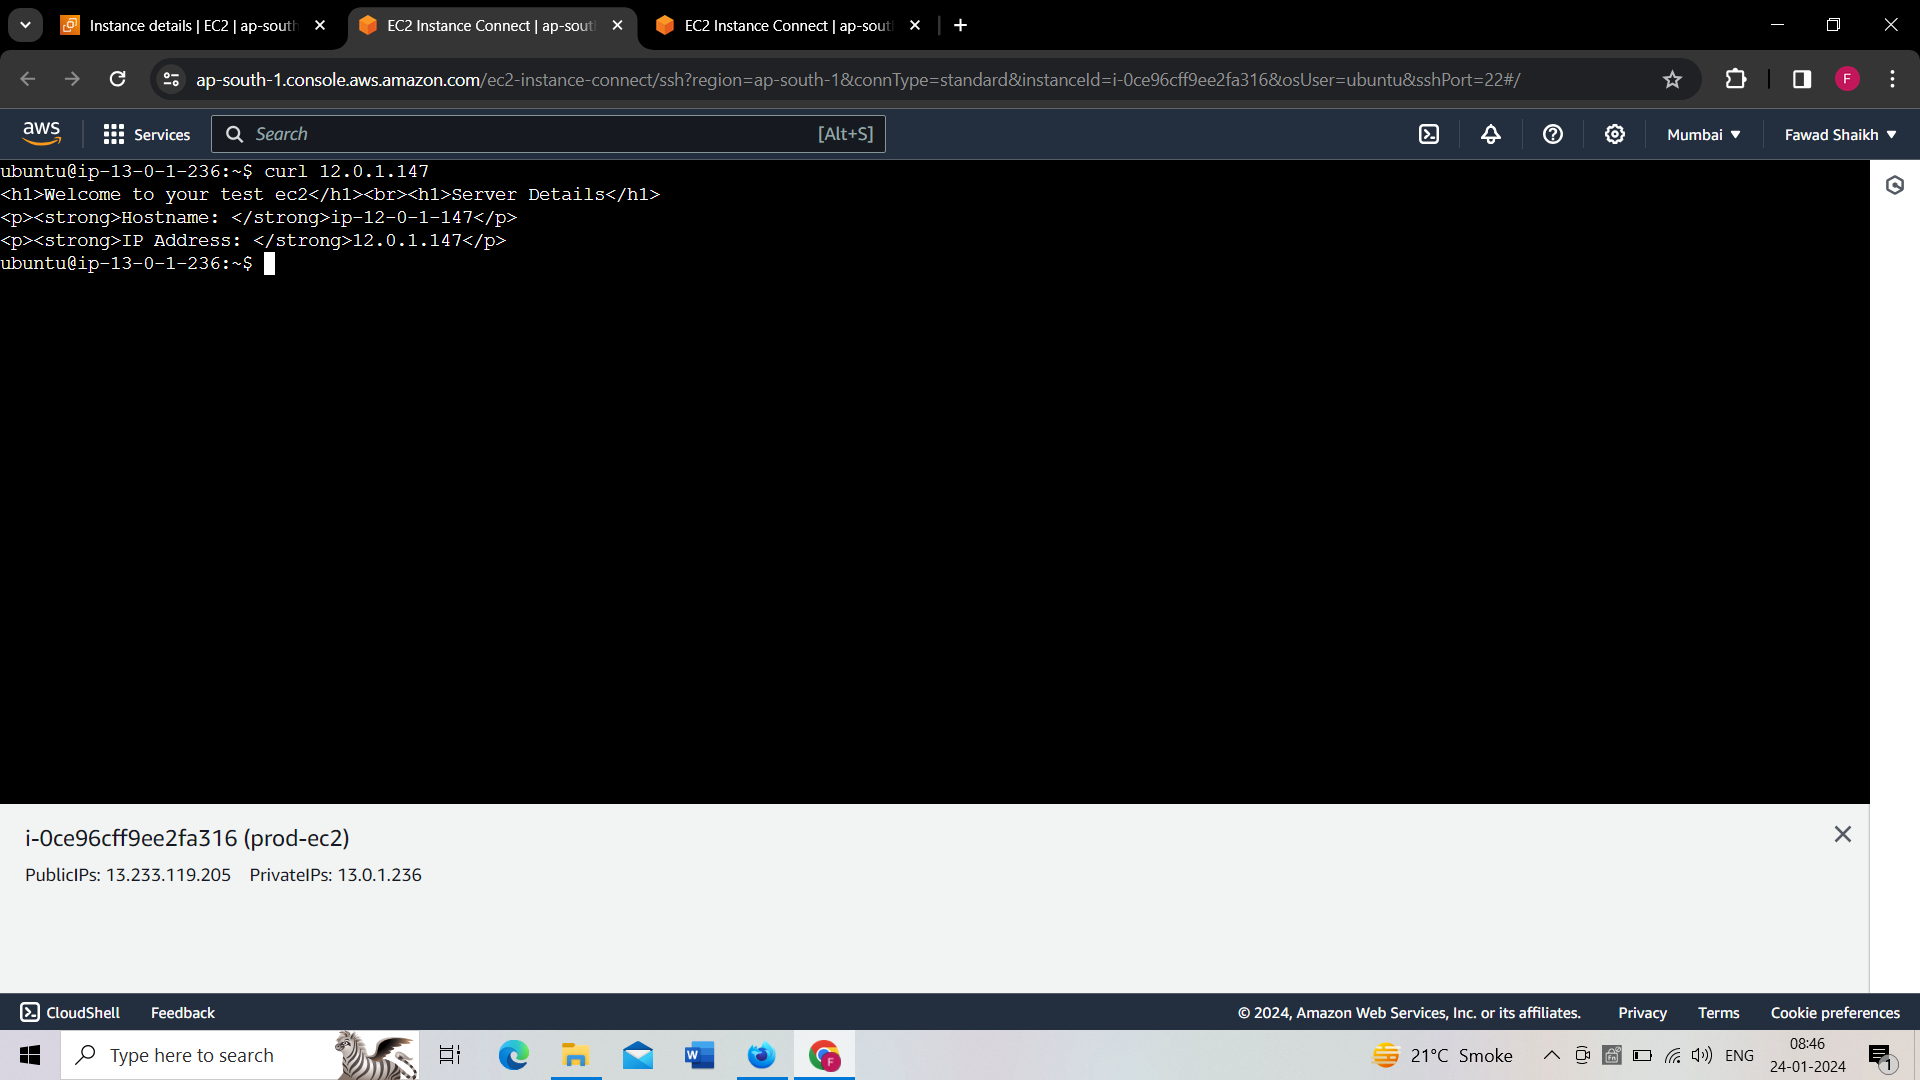 Instance details | EC2 | ap-south
EC2 Instance Connect | ap-sout
EC2 Instance Connect | ap-sout
ap-south-1.console.aws.amazon.com/ec2-instance-connect/ssh?region=ap-south-1&connType=standard&instanceId=i-0ce96cff9ee2fa316&osUser=ubuntu&sshPort=22#/
F
aws
Services
Search
[Alt+S]
Mumbai
Fawad Shaikh
ubuntu@ip-13-0-1-236:~$ curl 12.0.1.147
<h1>Welcome to your test ec2</h1><br><h1>Server Details</h1>
<p><strong>Hostname: </strong>ip-12-0-1-147</p>
<p><strong>IP Address: </strong>12.0.1.147</p>
ubuntu@ip-13-0-1-236:~$
i-0ce96cff9ee2fa316 (prod-ec2)
PublicIPs: 13.233.119.205 PrivateIPs: 13.0.1.236
CloudShell
Feedback
© 2024, Amazon Web Services, Inc. or its affiliates.
Privacy
Terms
Cookie preferences
Type here to search
W
F
21°C Smoke
ENG
08:46
24-01-2024
1